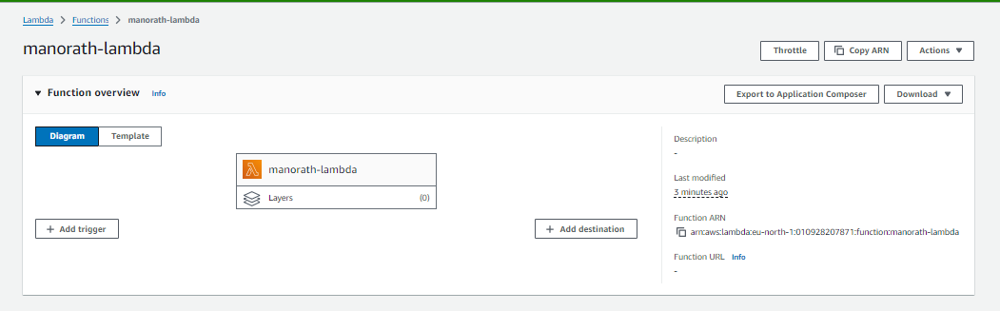 Lambda > Functions > manorath-lambda
manorath-lambda
Throttle
Copy ARN
Actions
Function overview Info
Export to Application Composer
Download
Diagram
Template
manorath-lambda
Layers (0)
+ Add trigger
+ Add destination
Description
-
Last modified
3 minutes ago
Function ARN
arn:aws:lambda:eu-north-1:010928207871:function:manorath-lambda
Function URL Info
-